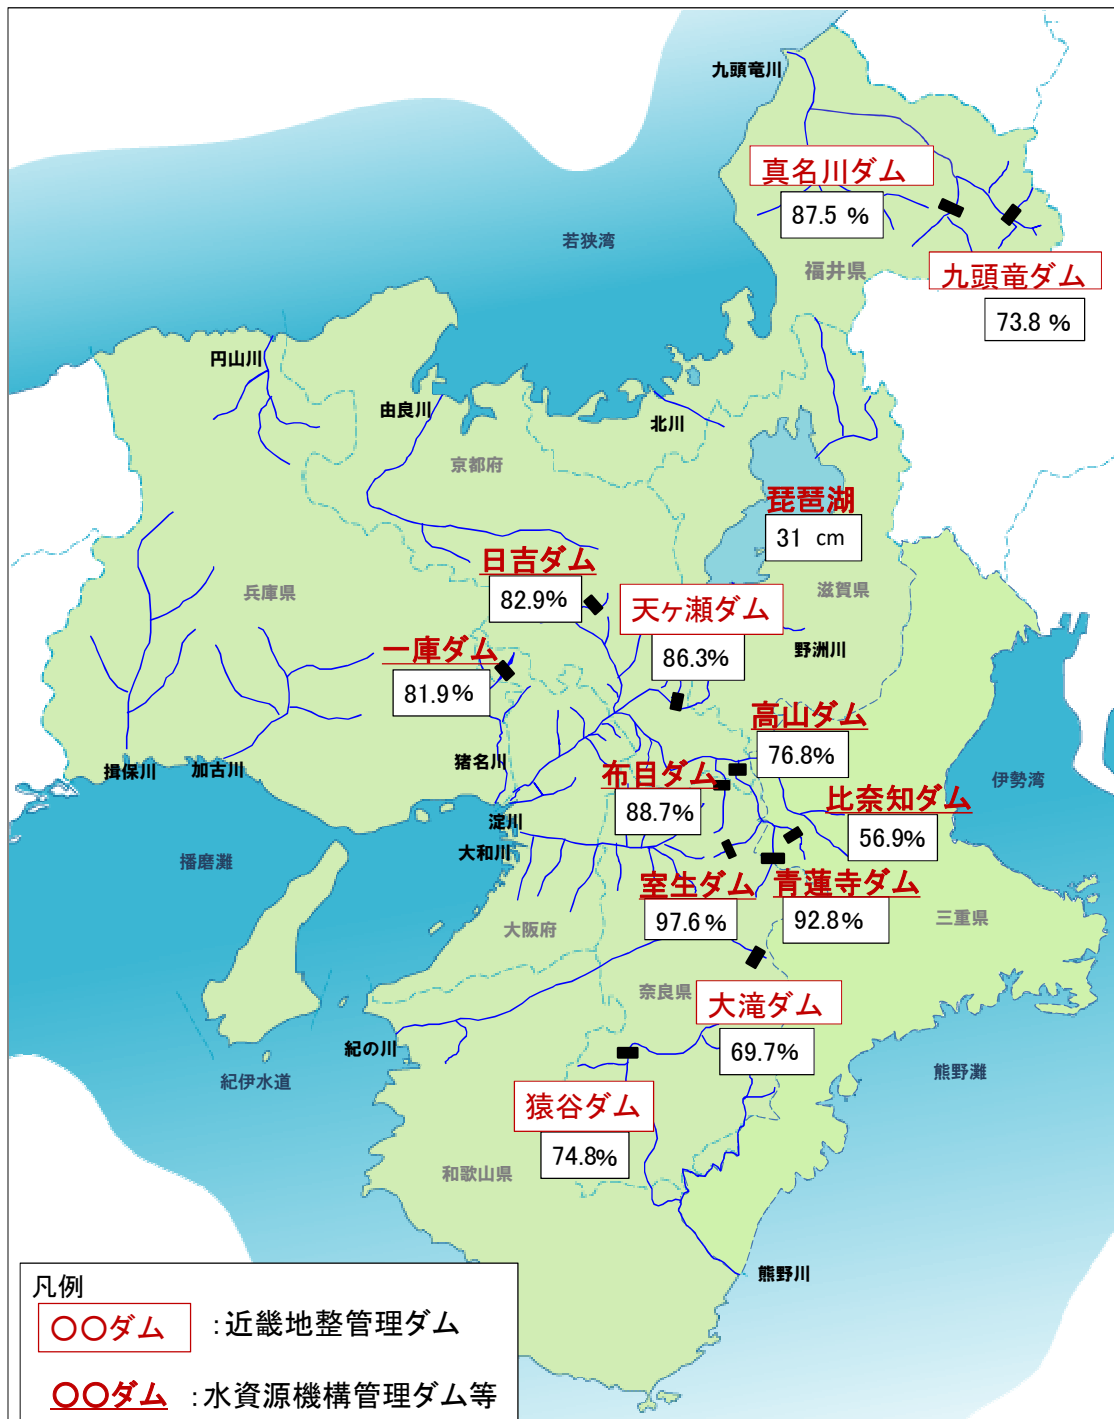 九頭竜川
真名川ダム
87.5 %
若狭湾
福井県
九頭竜ダム
73.8 %
円山川
由良川
北川
京都府
琵琶湖
31 cm
日吉ダム
82.9%
兵庫県
天ヶ瀬ダム
86.3%
滋賀県
野洲川
一庫ダム
81.9%
高山ダム
76.8%
揖保川
加古川
猪名川
布目ダム
88.7%
伊勢湾
比奈知ダム
56.9%
淀川
大和川
播磨灘
室生ダム
97.6%
青蓮寺ダム
92.8%
大阪府
三重県
奈良県
大滝ダム
69.7%
紀の川
紀伊水道
熊野灘
猿谷ダム
74.8%
和歌山県
熊野川
凡例
〇〇ダム :近畿地整管理ダム
〇〇ダム :水資源機構管理ダム等